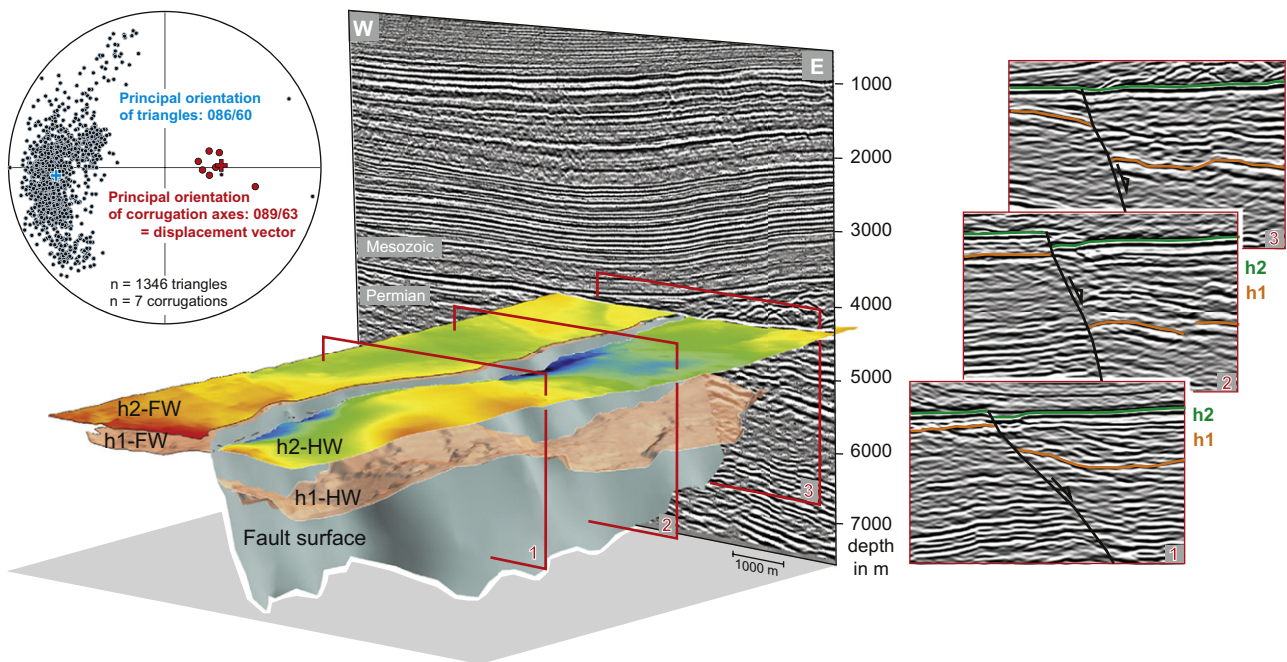 Principal orientation
of triangles: 086/60
Principal orientation
of corrugation axes: 089/63
= displacement vector
n = 1346 triangles
n = 7 corrugations
W
E
Mesozoic
Permian
1000
2000
3000
4000
5000
6000
7000
depth
in m
1000 m
h2-FW
h1-FW
h2-HW
h1-HW
Fault surface
1
2
3
3
h2
h1
2
h2
h1
1